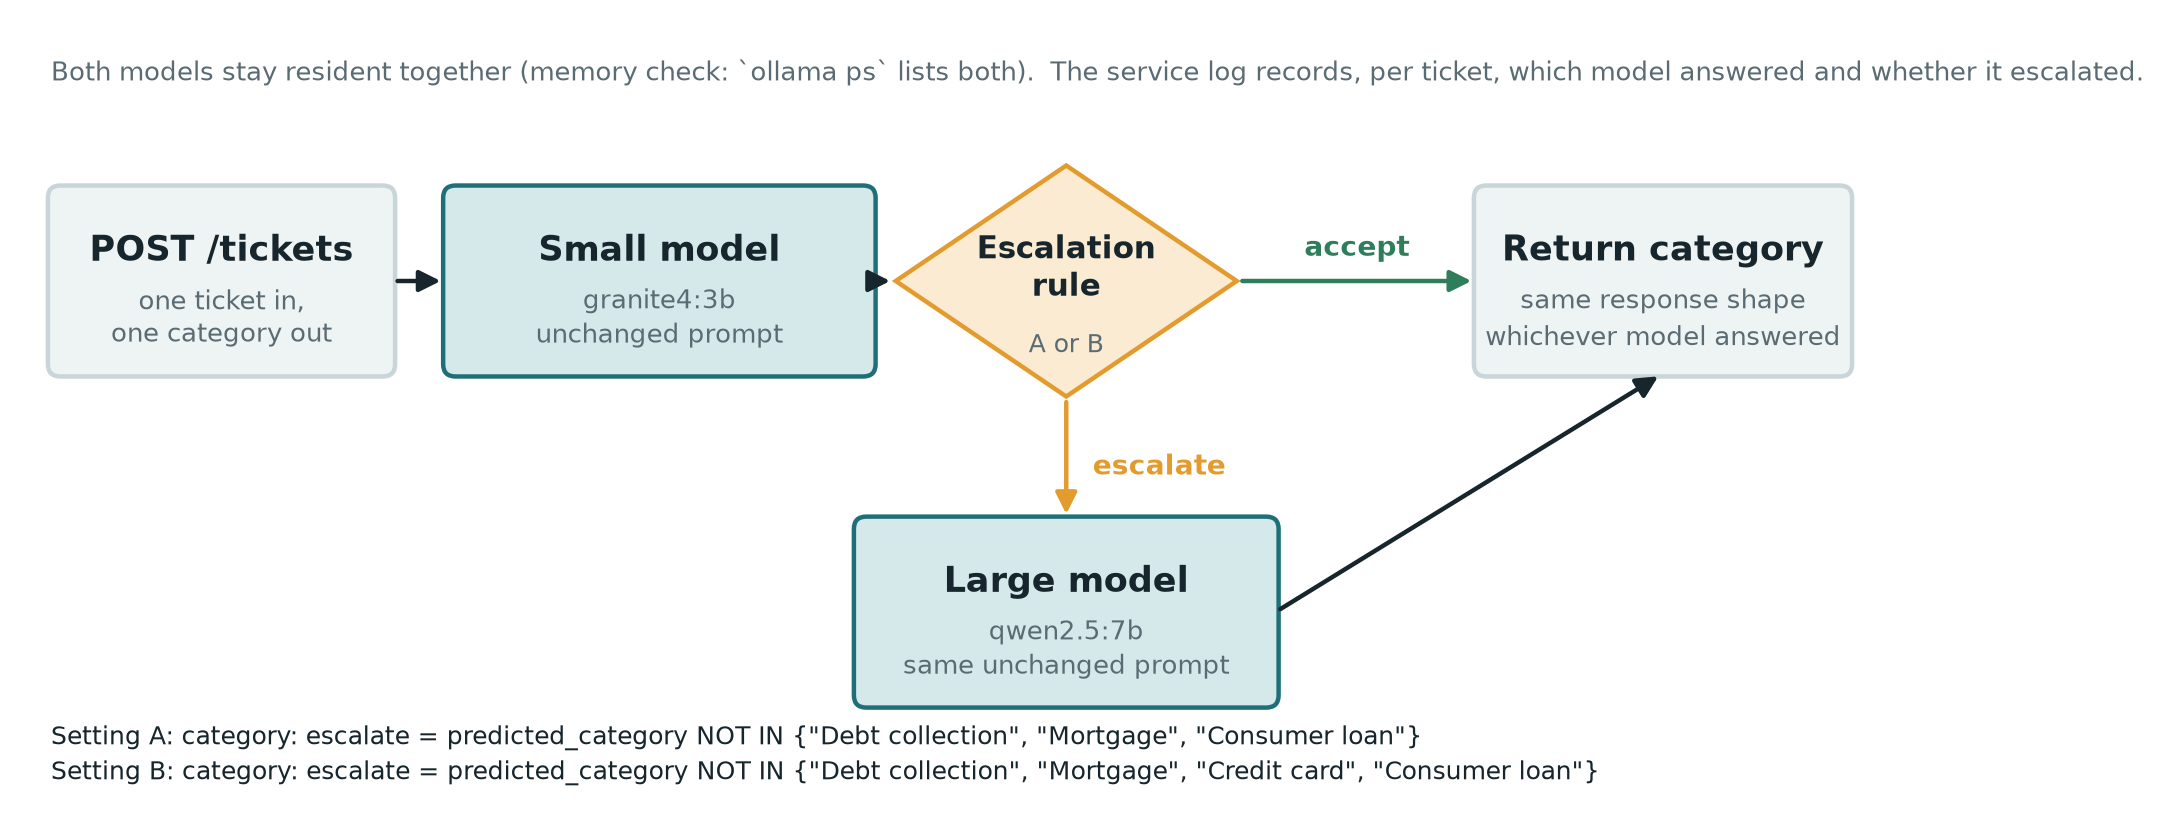 Both models stay resident together (memory check: `ollama ps` lists both).  The service log records, per ticket, which model answered and whether it escalated.
POST /tickets
one ticket in,
one category out
Small model
granite4:3b
unchanged prompt
Escalation
rule
A or B
accept
Return category
same response shape
whichever model answered
escalate
Large model
qwen2.5:7b
same unchanged prompt
Setting A: category: escalate = predicted_category NOT IN {"Debt collection", "Mortgage", "Consumer loan"}
Setting B: category: escalate = predicted_category NOT IN {"Debt collection", "Mortgage", "Credit card", "Consumer loan"}